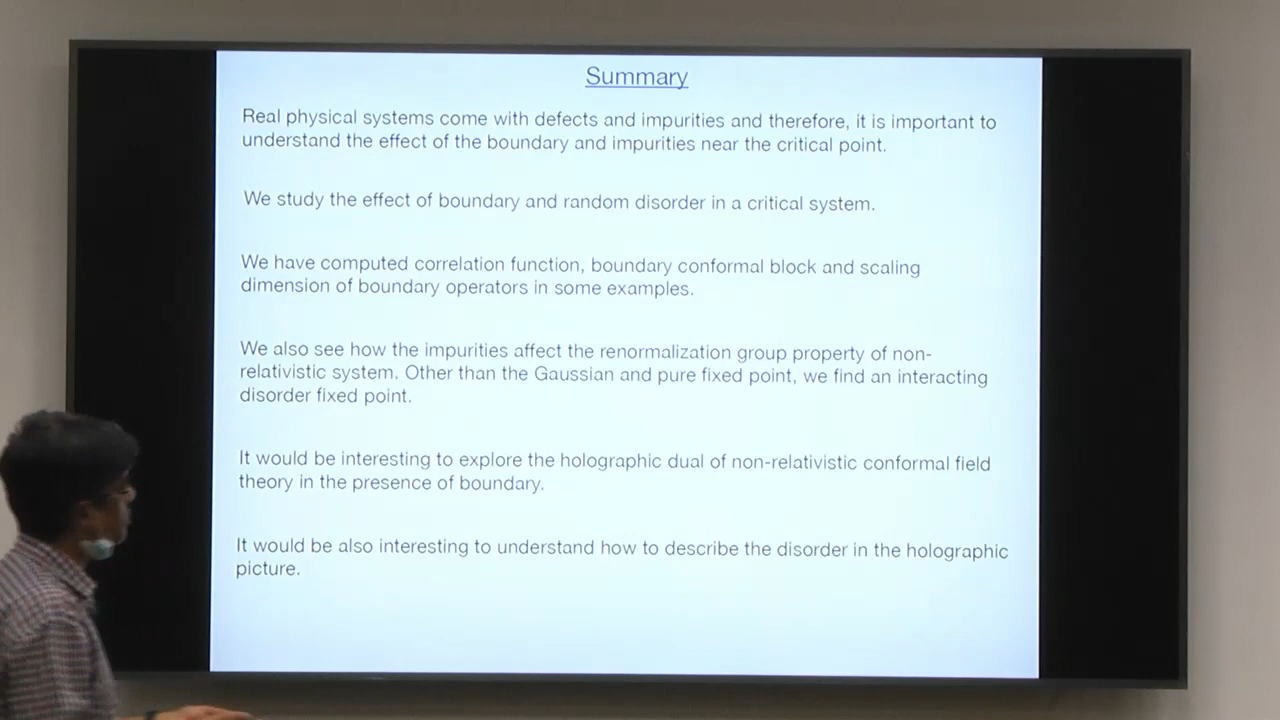 Summary
Real physical systems come with defects and impurities and therefore, it is important to
understand the effect of the boundary and impurities near the critical point.
We study the effect of boundary and random disorder in a critical system.
We have computed correlation function, boundary conformal block and scaling
dimension of boundary operators in some examples.
We also see how the impurities affect the renormalization group property of non-
relativistic system. Other than the Gaussian and pure fixed point, we find an interacting
disorder fixed point.
It would be interesting to explore the holographic dual of non-relativistic conformal field
theory in the presence of boundary.
It would be also interesting to understand how to describe the disorder in the holographic
picture.